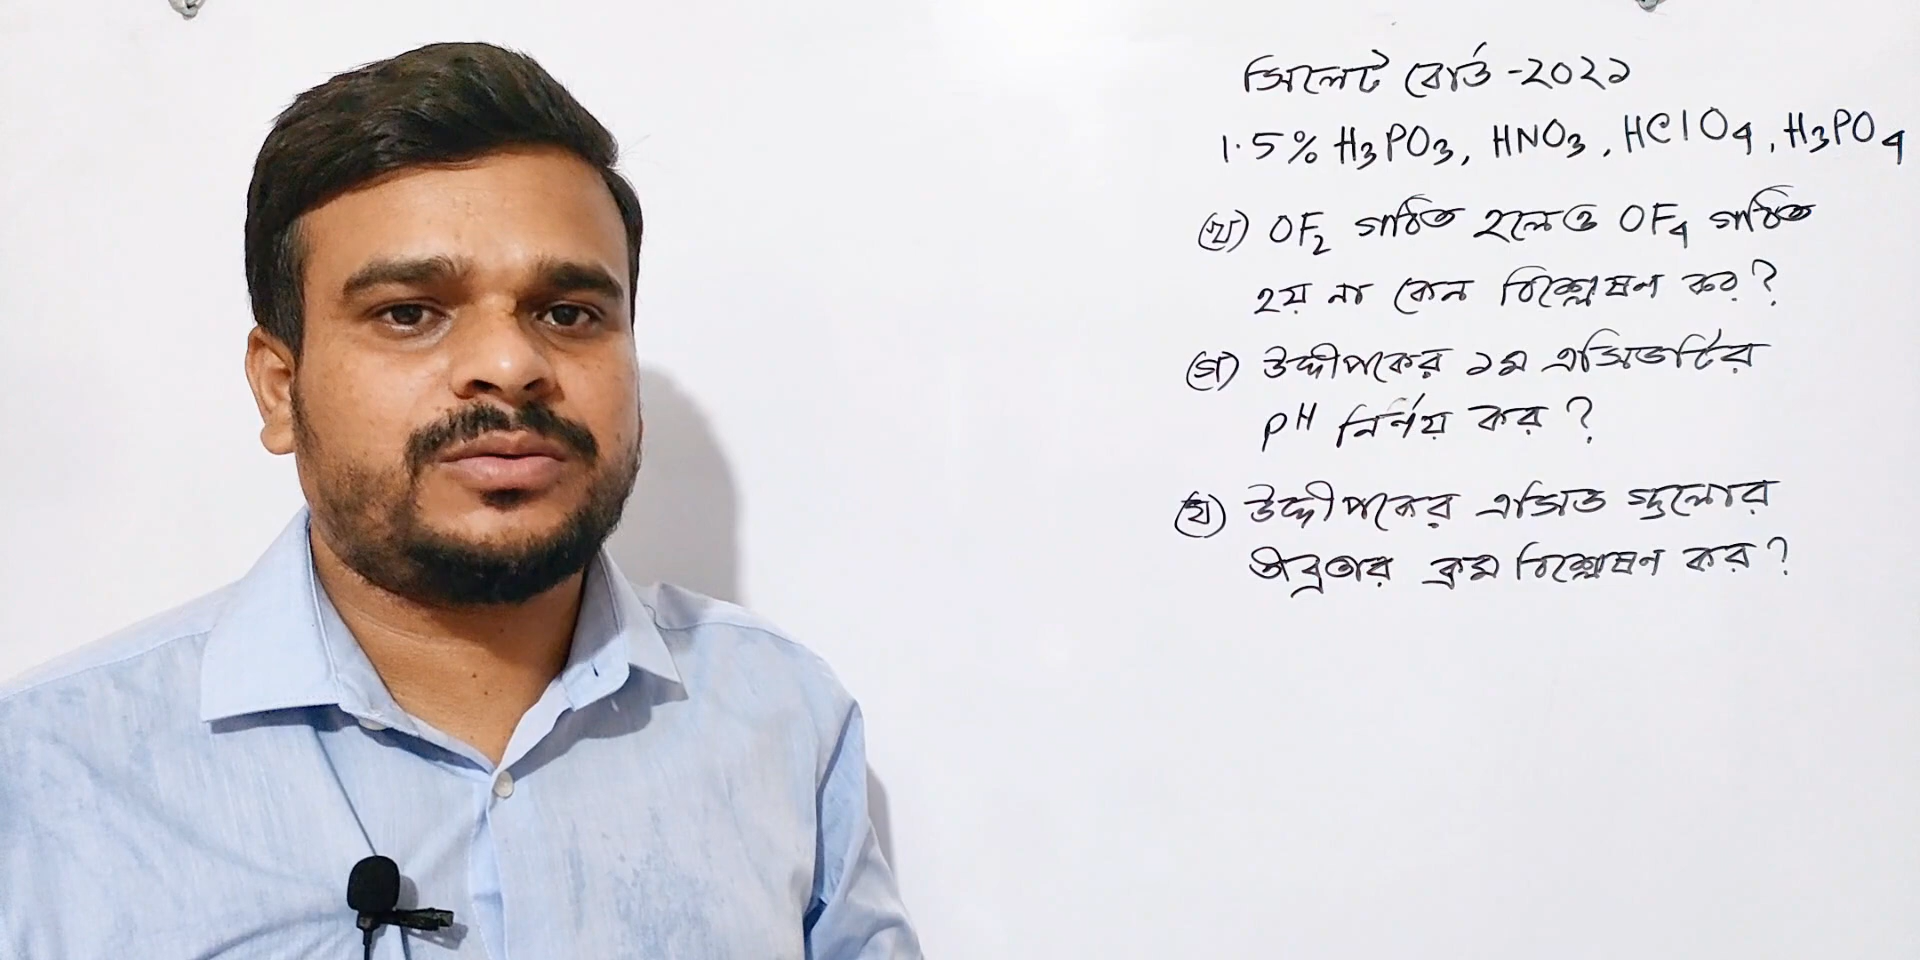 সিলেট বোর্ড -২০২১
1.5% H₃PO₃, HNO₃, HClO₄, H₃PO₄
(খ) OF₂ গঠিত হলেও OF₄ গঠিত
হয় না কেন বিশ্লেষণ কর?
(গ) উদ্দীপকের ১ম এসিডটির
pH নির্ণয় কর?
(ঘ) উদ্দীপকের এসিড গুলোর
তীব্রতার ক্রম বিশ্লেষণ কর?